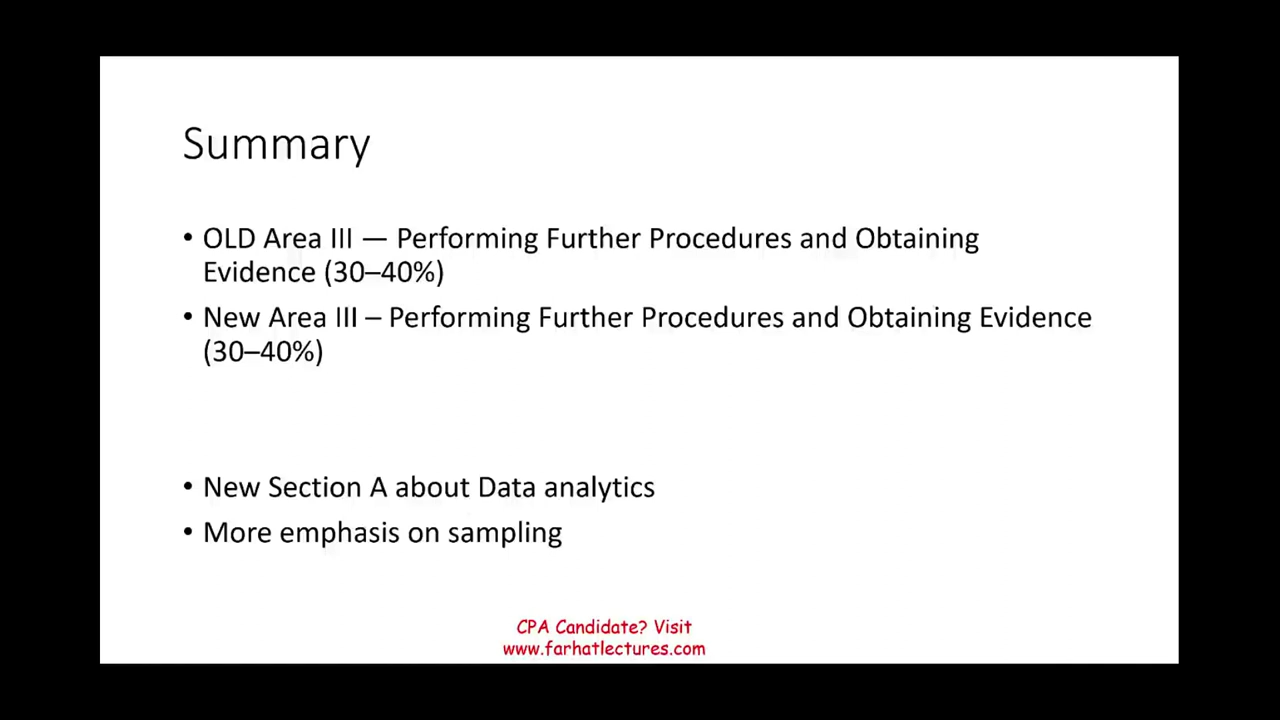 Summary
• OLD Area III — Performing Further Procedures and Obtaining
Evidence (30–40%)
• New Area III – Performing Further Procedures and Obtaining Evidence
(30–40%)
• New Section A about Data analytics
• More emphasis on sampling
CPA Candidate? Visit
www.farhatlectures.com